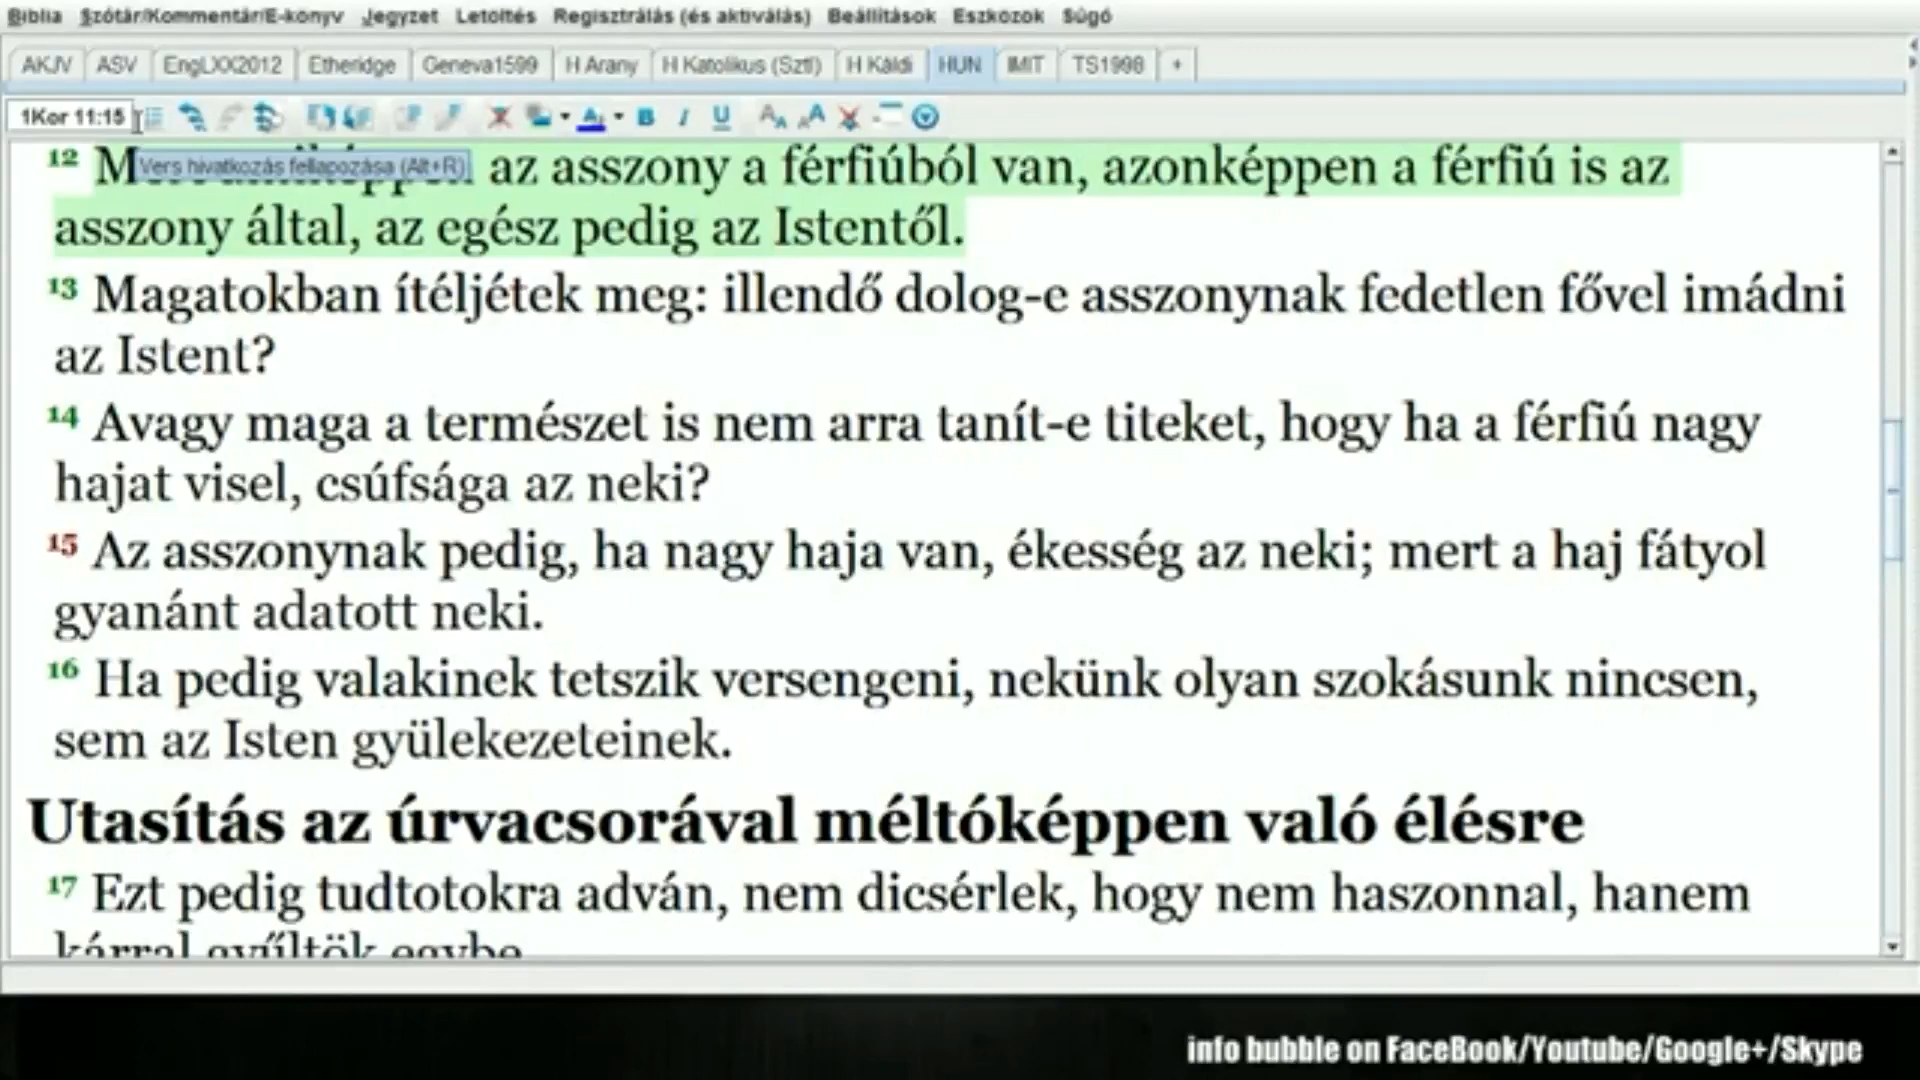 Biblia Szótár/Kommentár/E-könyv Jegyzet Letöltés Regisztrálás (és aktiválás) Beállítások Eszközök Súgó
AKJV ASV EngLXX2012 Etheridge Geneva1599 H Arany H Katolikus (SztI) H Káldi HUN IMIT TS1998 +
1Kor 11:15 B I U
Vers hivatkozás fellapozása (Alt+R)
12 az asszony a férfiúból van, azonképpen a férfiú is az
asszony által, az egész pedig az Istentől.
13 Magatokban ítéljétek meg: illendő dolog-e asszonynak fedetlen fővel imádni
az Istent?
14 Avagy maga a természet is nem arra tanít-e titeket, hogy ha a férfiú nagy
hajat visel, csúfsága az neki?
15 Az asszonynak pedig, ha nagy haja van, ékesség az neki; mert a haj fátyol
gyanánt adatott neki.
16 Ha pedig valakinek tetszik versengeni, nekünk olyan szokásunk nincsen,
sem az Isten gyülekezeteinek.
Utasítás az úrvacsorával méltóképpen való élésre
17 Ezt pedig tudtotokra adván, nem dicsérlek, hogy nem haszonnal, hanem
kárral gyűltök egybe
info bubble on FaceBook/Youtube/Google+/Skype